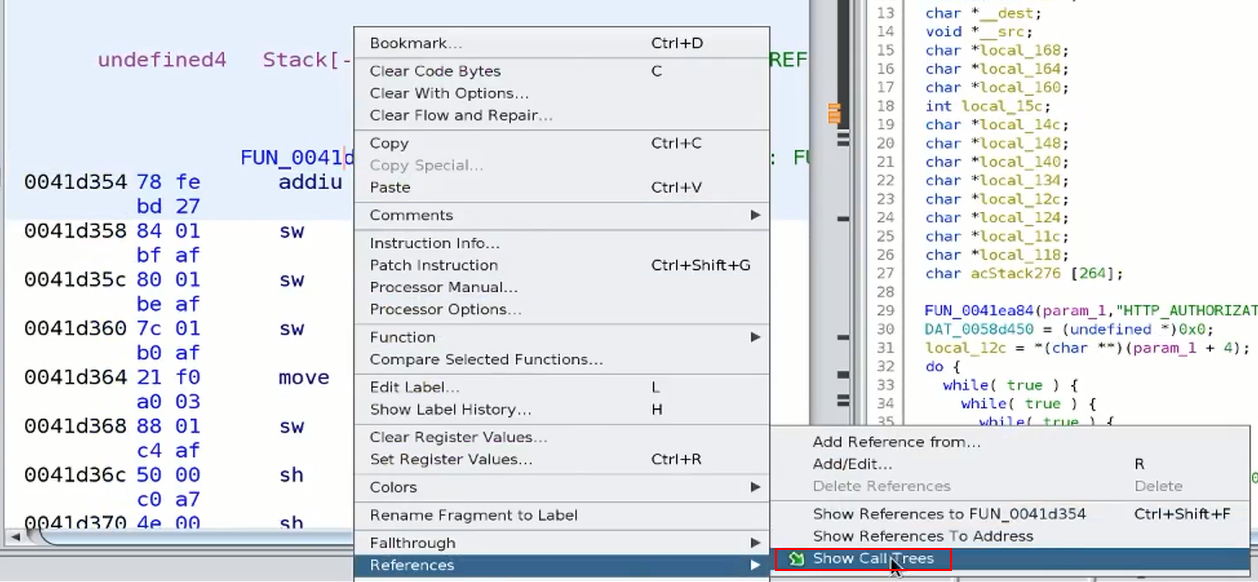 undefined4 Stack[-
REF
FUN_0041d
: FU
0041d354 78 fe addiu
bd 27
0041d358 84 01 sw
bf af
0041d35c 80 01 sw
be af
0041d360 7c 01 sw
b0 af
0041d364 21 f0 move
a0 03
0041d368 88 01 sw
c4 af
0041d36c 50 00 sh
c0 a7
0041d370 4e 00 sh
Bookmark... Ctrl+D
Clear Code Bytes C
Clear With Options...
Clear Flow and Repair...
Copy Ctrl+C
Copy Special...
Paste Ctrl+V
Comments
Instruction Info...
Patch Instruction Ctrl+Shift+G
Processor Manual...
Processor Options...
Function
Compare Selected Functions...
Edit Label... L
Show Label History... H
Clear Register Values...
Set Register Values... Ctrl+R
Colors
Rename Fragment to Label
Fallthrough
References
Add Reference from...
Add/Edit... R
Delete References Delete
Show References to FUN_0041d354 Ctrl+Shift+F
Show References To Address
Show Call Trees
13 char *__dest;
14 void *__src;
15 char *local_168;
16 char *local_164;
17 char *local_160;
18 int local_15c;
19 char *local_14c;
20 char *local_148;
21 char *local_140;
22 char *local_134;
23 char *local_12c;
24 char *local_124;
25 char *local_11c;
26 char *local_118;
27 char acStack276 [264];
28
29 FUN_0041ea84(param_1,"HTTP_AUTHORIZAT
30 DAT_0058d450 = (undefined *)0x0;
31 local_12c = *(char **)(param_1 + 4);
32 do {
33 while( true ) {
34 while( true ) {
35 while( true ) {